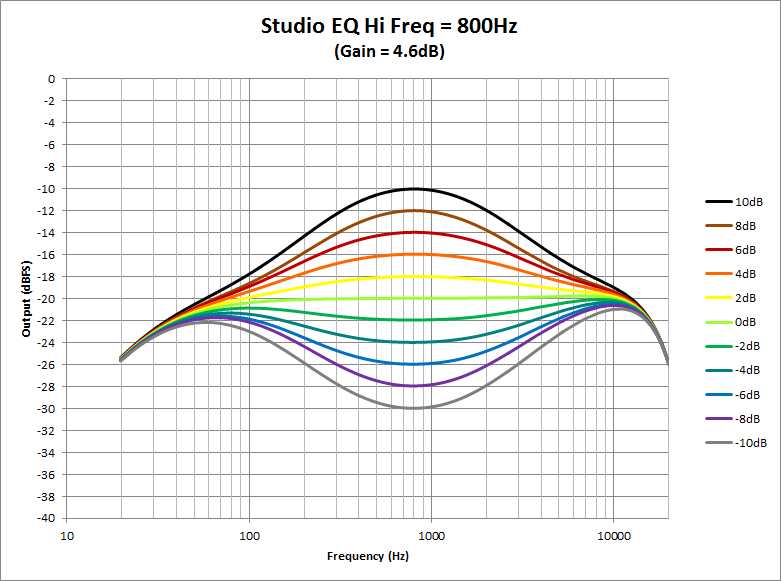 Studio EQ Hi Freq = 800Hz
(Gain = 4.6dB)
0
-2
-4
-6
-8
-10
-12
-14
-16
-18
-20
-22
-24
-26
-28
-30
-32
-34
-36
-38
-40
Output (dBFS)
10
100
1000
10000
Frequency (Hz)
10dB
8dB
6dB
4dB
2dB
0dB
-2dB
-4dB
-6dB
-8dB
-10dB